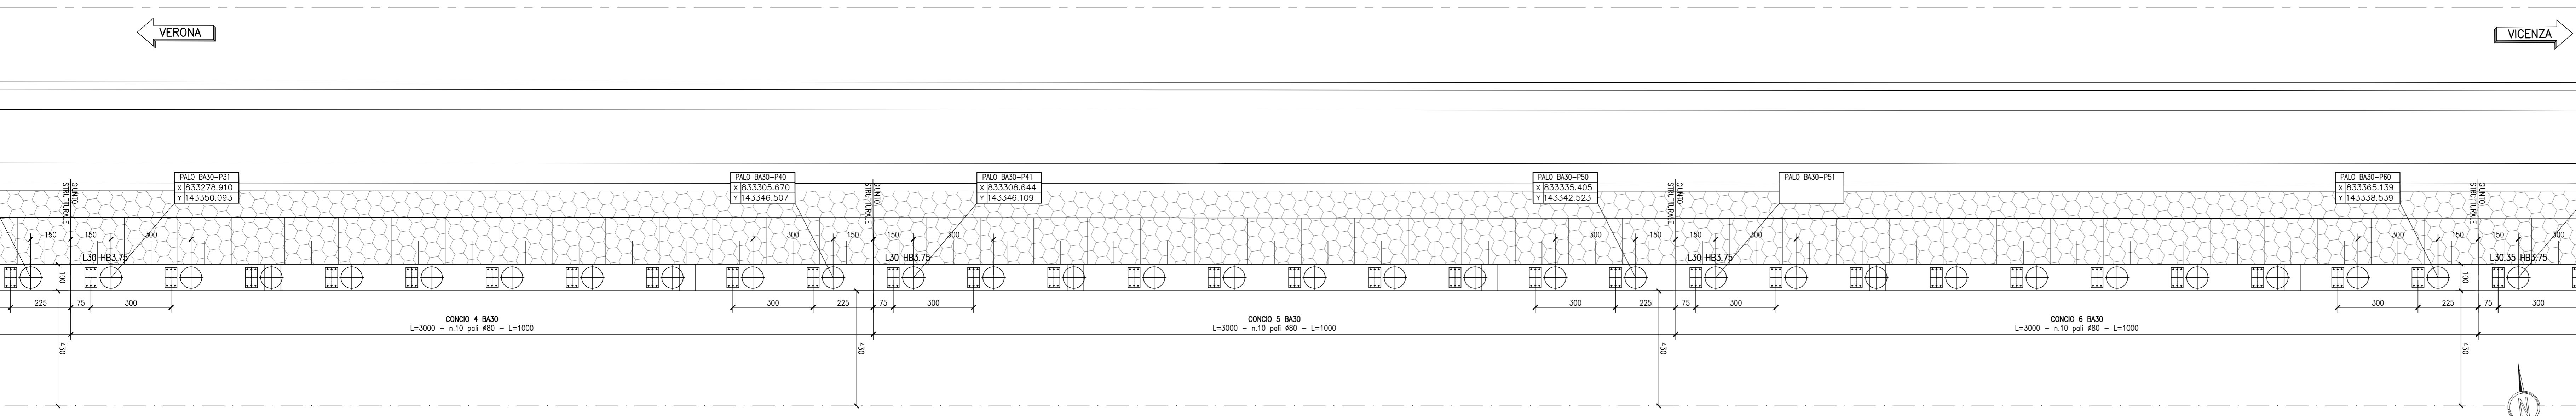 VERONA
VICENZA
PALO BA30-P31
X 833278.910
Y 143350.093
PALO BA30-P40
X 833305.670
Y 143346.507
PALO BA30-P41
X 833308.644
Y 143346.109
PALO BA30-P50
X 833335.405
Y 143342.523
PALO BA30-P51
PALO BA30-P60
X 833365.139
Y 143338.539
GIUNTO
STRUTTURALE
GIUNTO
STRUTTURALE
GIUNTO
STRUTTURALE
GIUNTO
STRUTTURALE
150 150 300 300 150 150 300 300 150 150 300 300 150 150 300
L30 HB3.75 L30 HB3.75 L30 HB3.75 L30.35 HB3.75
100 100
225 75 300 300 225 75 300 300 225 75 300 300 225 75 300
CONCIO 4 BA30
L=3000 - n.10 pali ø80 - L=1000
CONCIO 5 BA30
L=3000 - n.10 pali ø80 - L=1000
CONCIO 6 BA30
L=3000 - n.10 pali ø80 - L=1000
430 430 430 430
N